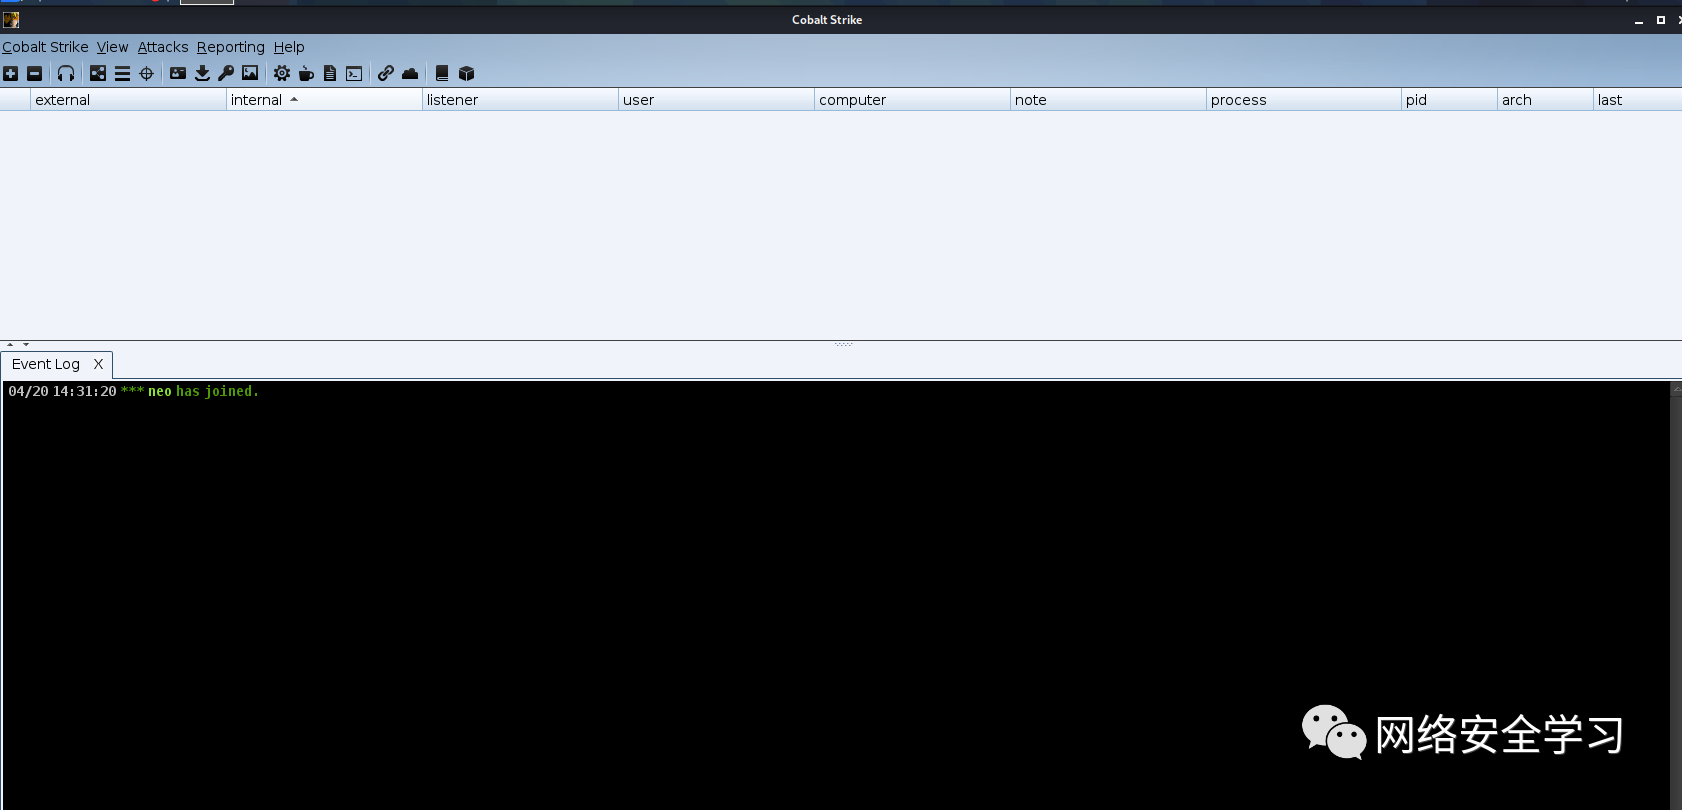 Cobalt Strike
Cobalt Strike View Attacks Reporting Help
external internal listener user computer note process pid arch last
Event Log X
04/20 14:31:20 *** neo has joined.
网络安全学习